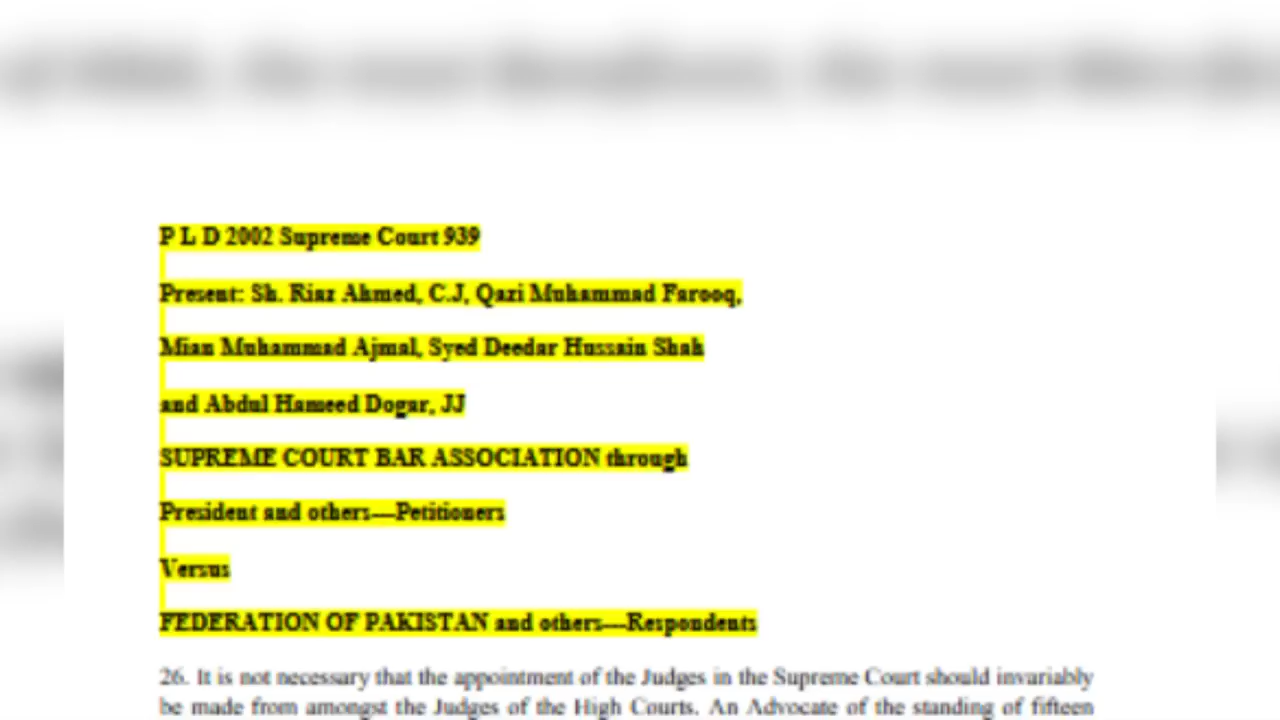 P L D 2002 Supreme Court 939
Present: Sh. Riaz Ahmed, C.J, Qazi Muhammad Farooq,
Mian Muhammad Ajmal, Syed Deedar Hussain Shah
and Abdul Hameed Dogar, JJ
SUPREME COURT BAR ASSOCIATION through
President and others—Petitioners
Versus
FEDERATION OF PAKISTAN and others—Respondents
26. It is not necessary that the appointment of the Judges in the Supreme Court should invariably
be made from amongst the Judges of the High Courts. An Advocate of the standing of fifteen